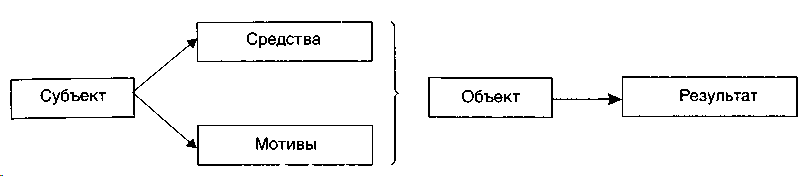 Средства
Субъект
Объект
Результат
Мотивы